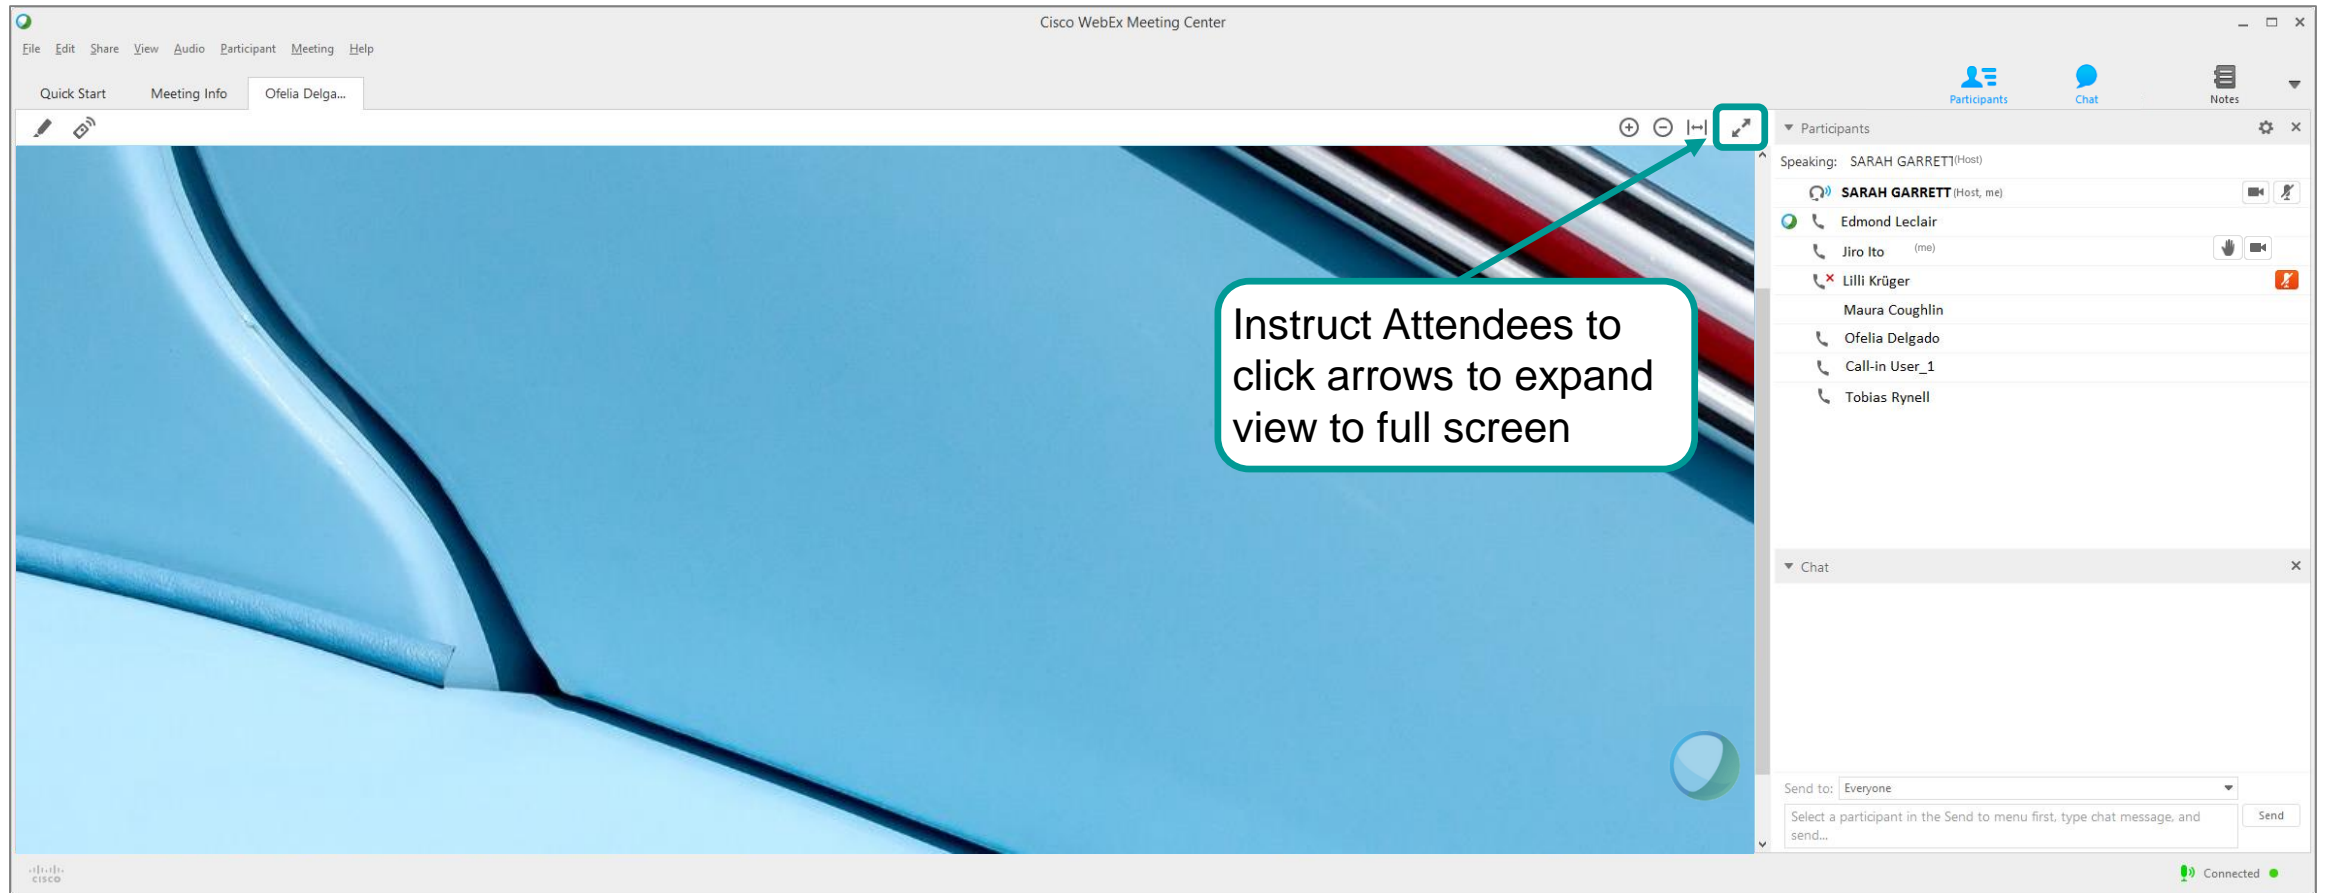 Cisco WebEx Meeting Center
File Edit Share View Audio Participant Meeting Help
Quick Start Meeting Info Ofelia Delga...
Participants Chat Notes
Participants
Speaking: SARAH GARRETT (Host)
SARAH GARRETT (Host, me)
Edmond Leclair
Jiro Ito (me)
Lilli Krüger
Maura Coughlin
Ofelia Delgado
Call-in User_1
Tobias Rynell
Instruct Attendees to
click arrows to expand
view to full screen
Chat
Send to: Everyone
Select a participant in the Send to menu first, type chat message, and
send...
Send
CISCO
Connected